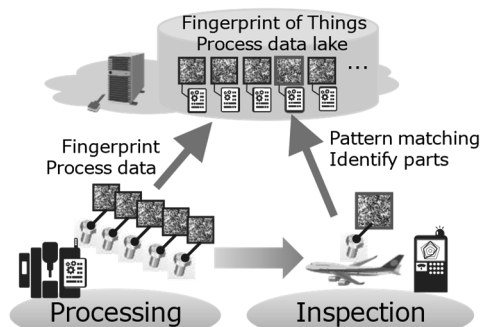 Fingerprint of Things
Process data lake
...
Fingerprint
Process data
Pattern matching
Identify parts
Processing
Inspection